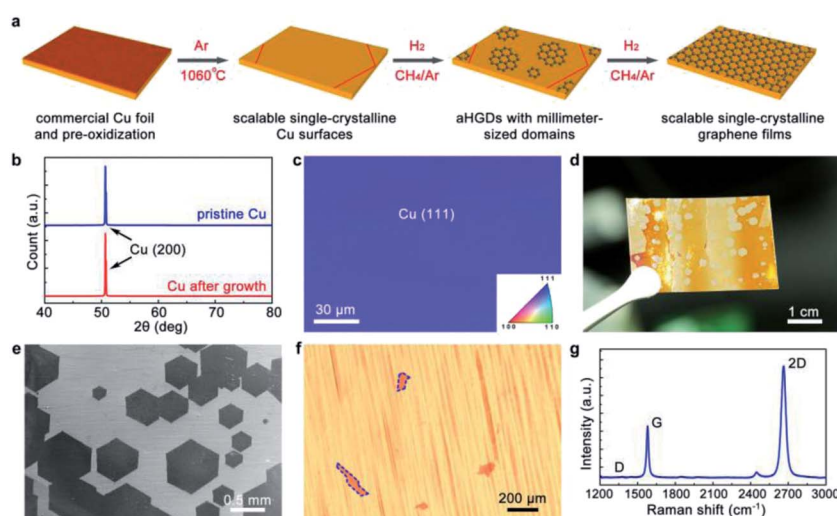 a
Ar
1060℃
H₂
CH₄/Ar
H₂
CH₄/Ar
commercial Cu foil
and pre-oxidization
scalable single-crystalline
Cu surfaces
aHGDs with millimeter-
sized domains
scalable single-crystalline
graphene films
b
Count (a.u.)
pristine Cu
Cu (200)
Cu after growth
40 50 60 70 80
2θ (deg)
c
Cu (111)
30 μm
111
100
110
d
1 cm
e
0.5 mm
f
200 μm
g
Intensity (a.u.)
D
G
2D
1200 1500 1800 2100 2400 2700 3000
Raman shift (cm⁻¹)